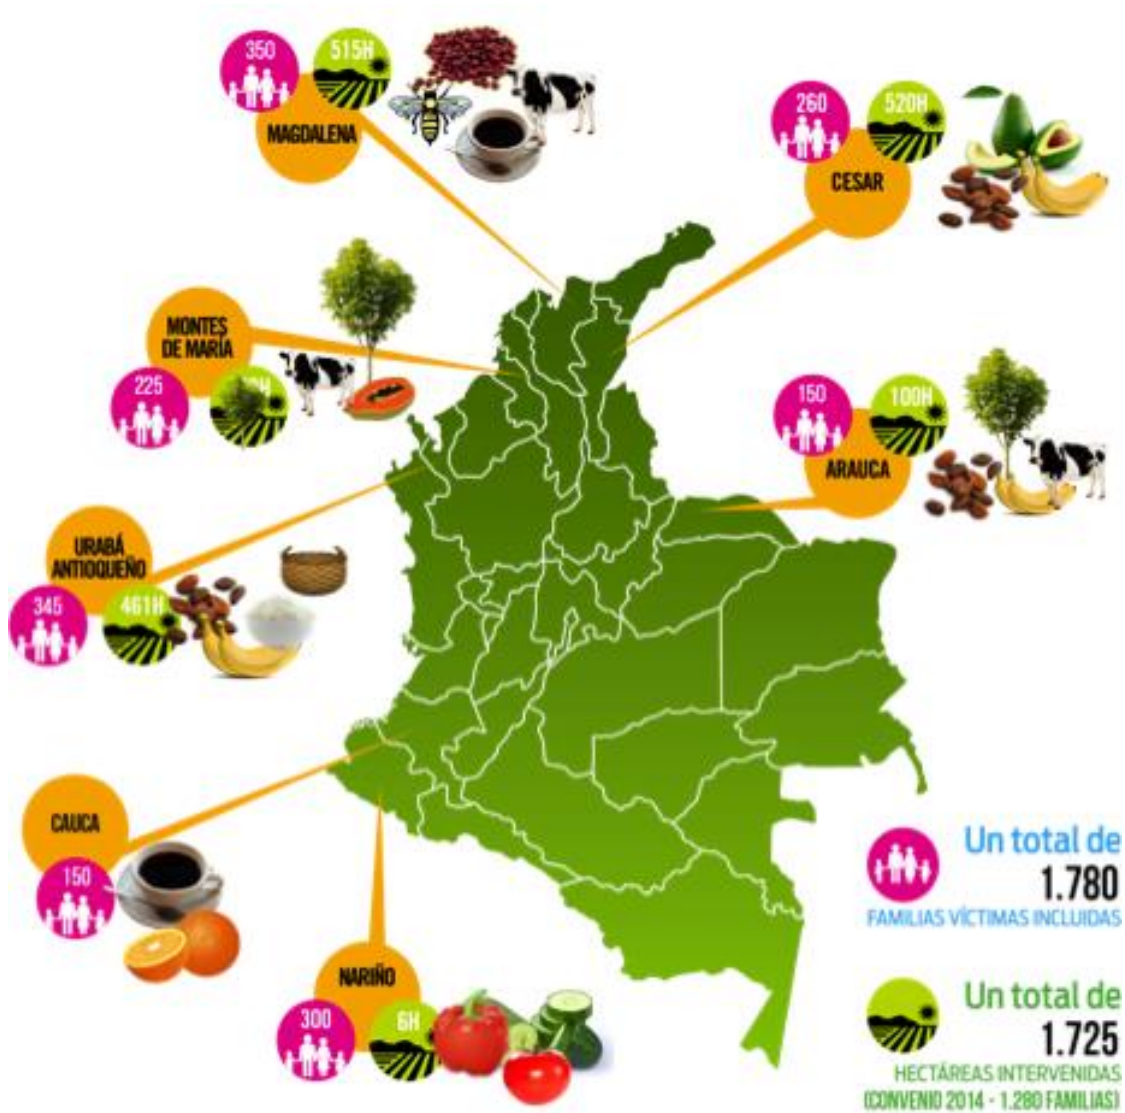 350
515H
MAGDALENA
260
520H
CESAR
MONTES
DE MARÍA
225
150
100H
ARAUCA
URABÁ
ANTIOQUEÑO
345
461H
CAUCA
150
NARIÑO
300
6H
Un total de
1.780
FAMILIAS VÍCTIMAS INCLUIDAS
Un total de
1.725
HECTÁREAS INTERVENIDAS
(CONVENIO 2014 - 1.280 FAMILIAS)